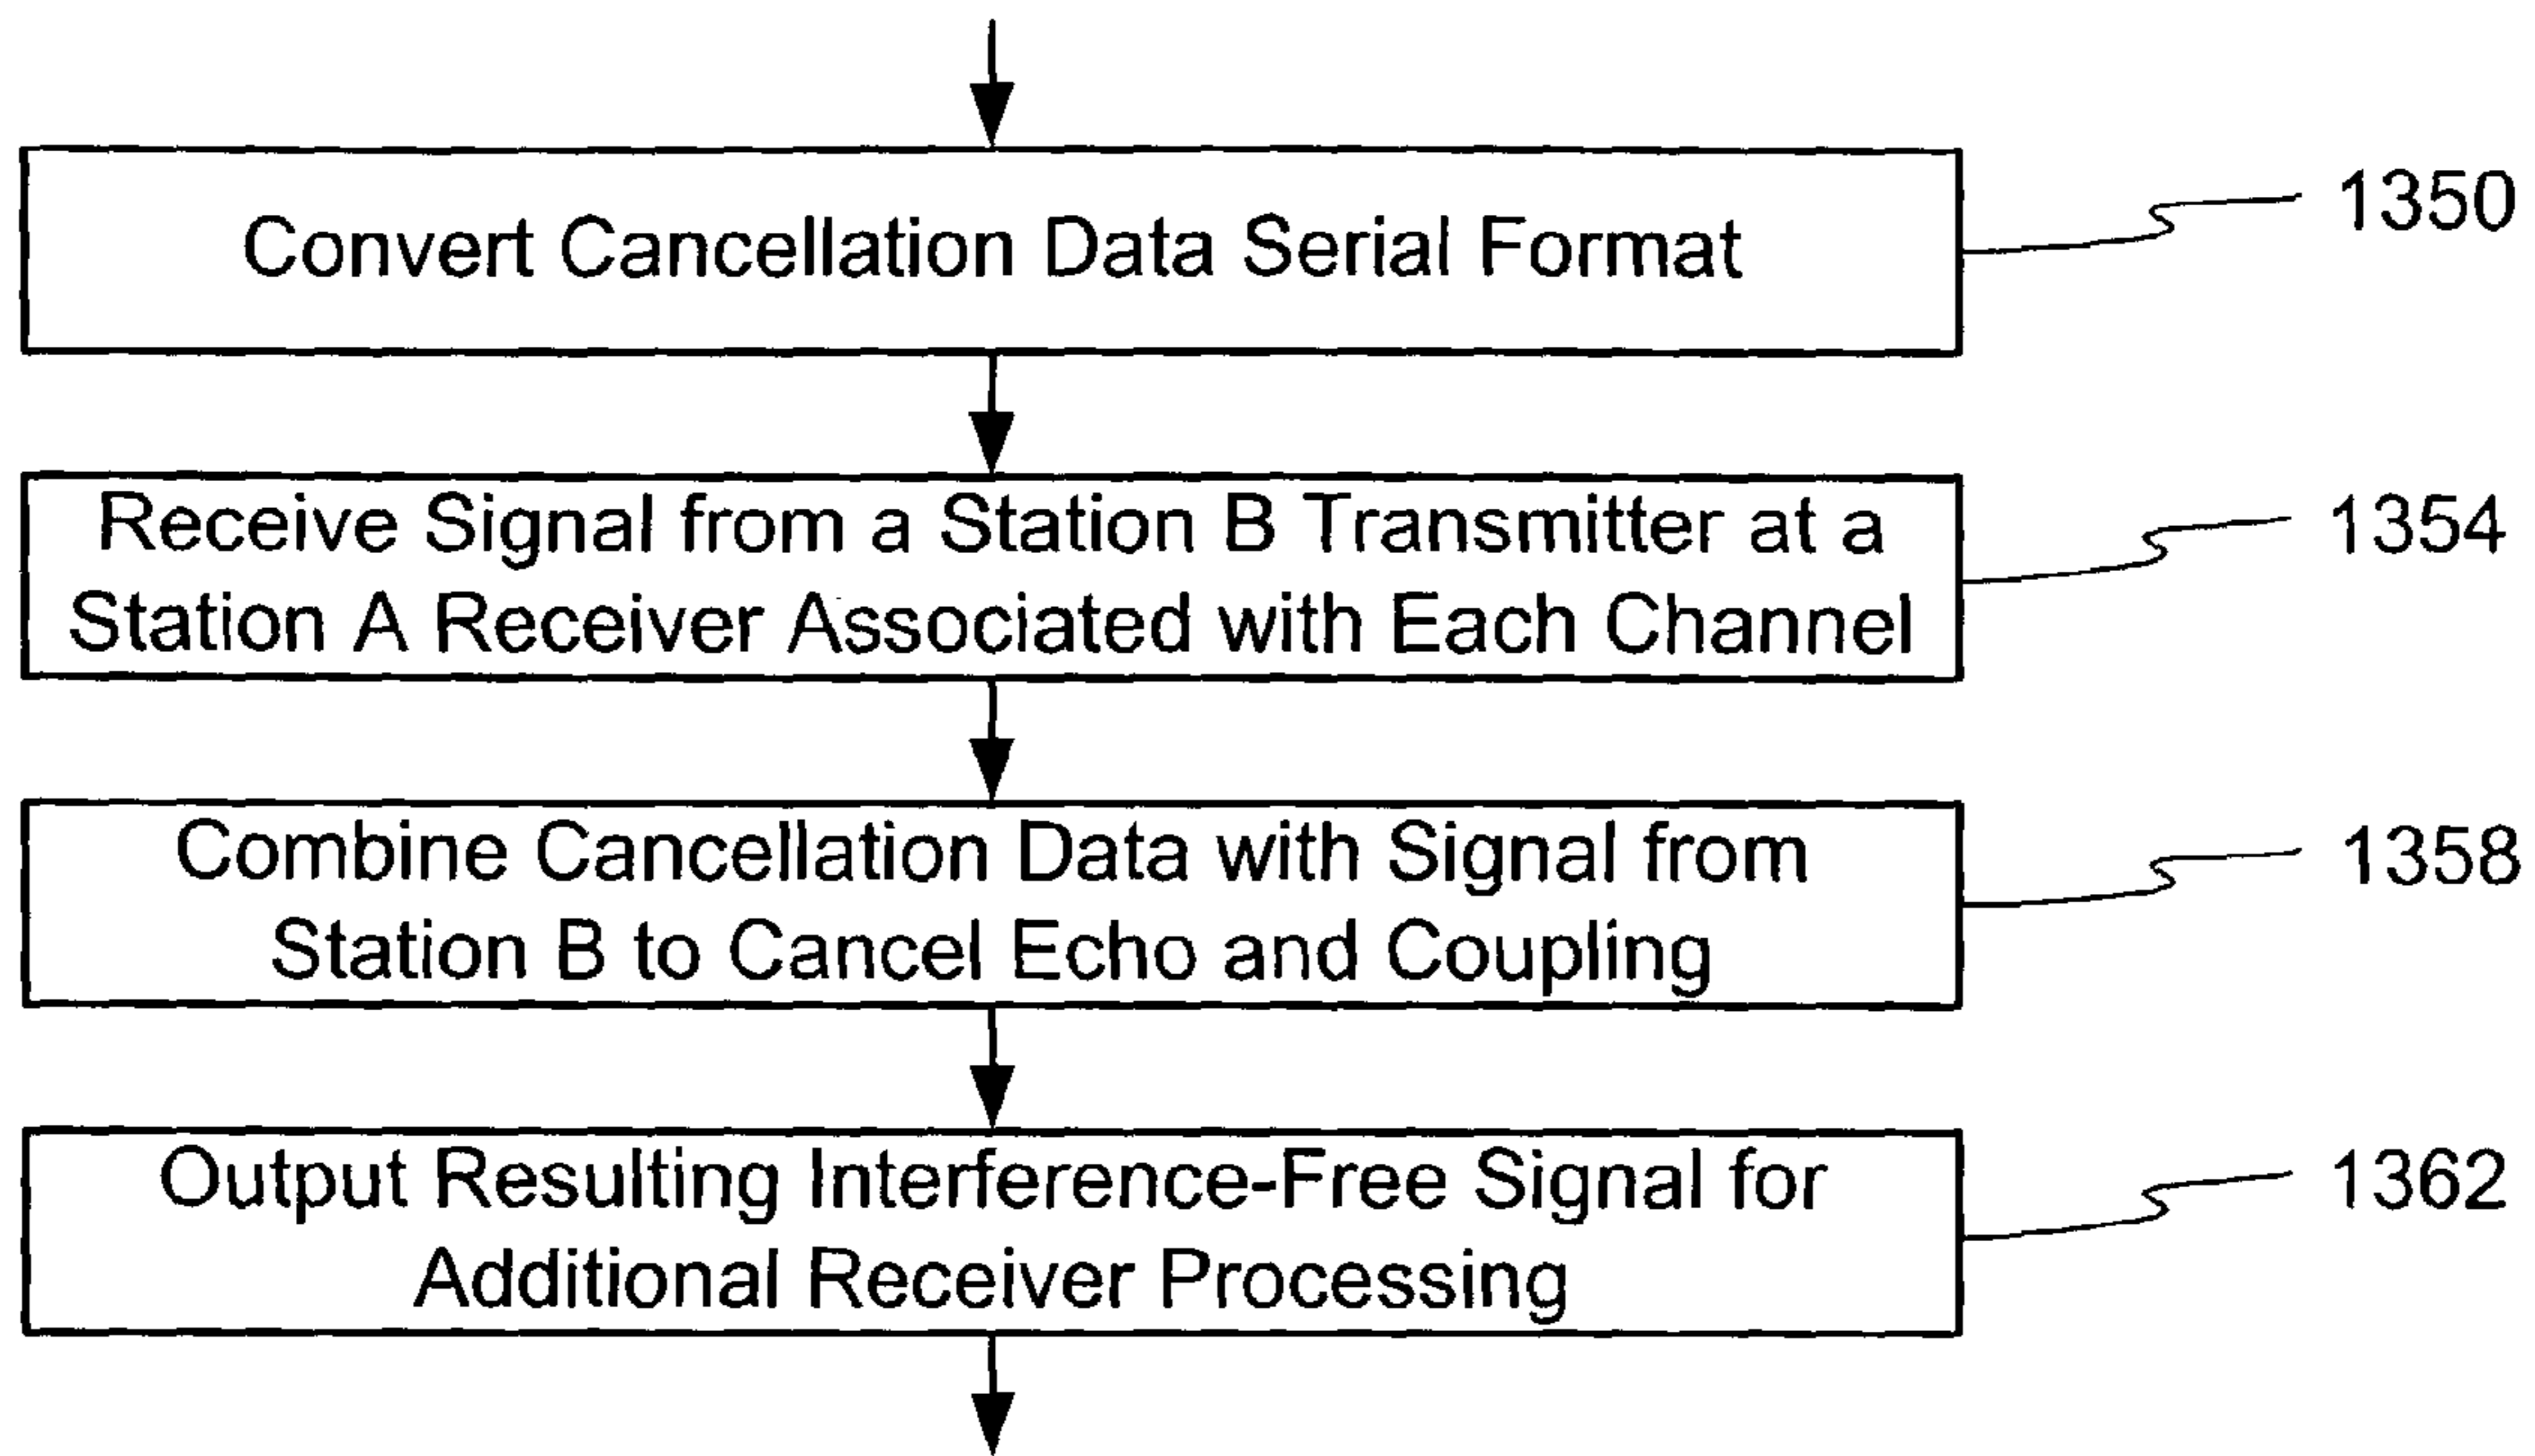 Convert Cancellation Data Serial Format
1350
Receive Signal from a Station B Transmitter at a
Station A Receiver Associated with Each Channel
1354
Combine Cancellation Data with Signal from
Station B to Cancel Echo and Coupling
1358
Output Resulting Interference-Free Signal for
Additional Receiver Processing
1362